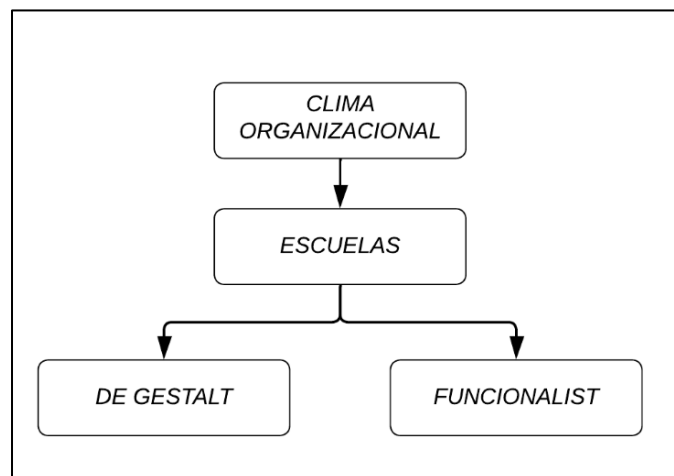 CLIMA
ORGANIZACIONAL
ESCUELAS
DE GESTALT
FUNCIONALIST